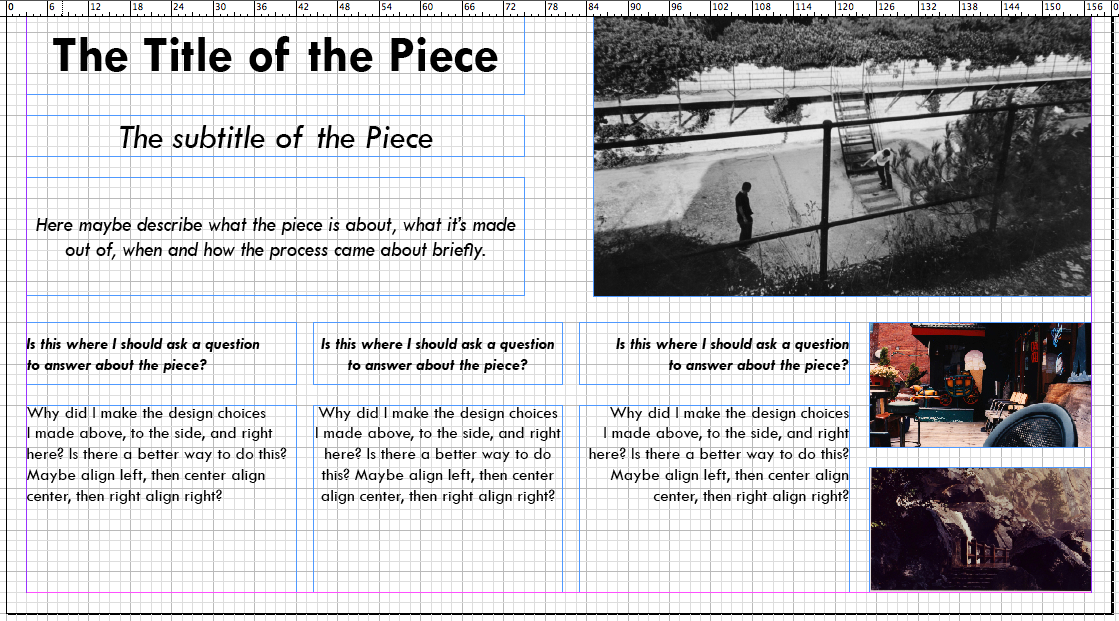 0 6 12 18 24 30 36 42 48 54 60 66 72 78 84 90 96 102 108 114 120 126 132 138 144 150 156 0
The Title of the Piece
The subtitle of the Piece
Here maybe describe what the piece is about, what it's made
out of, when and how the process came about briefly.
Is this where I should ask a question
to answer about the piece?
Why did I make the design choices
I made above, to the side, and right
here? Is there a better way to do this?
Maybe align left, then center align
center, then right align right?
Is this where I should ask a question
to answer about the piece?
Why did I make the design choices
I made above, to the side, and right
here? Is there a better way to do
this? Maybe align left, then center
align center, then right align right?
Is this where I should ask a question
to answer about the piece?
Why did I make the design choices
I made above, to the side, and right
here? Is there a better way to do this?
Maybe align left, then center align
center, then right align right?